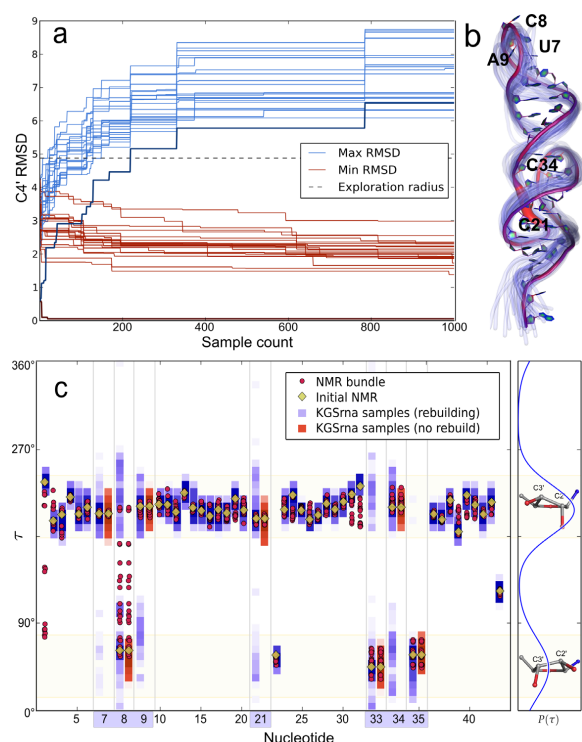 a
9
8
7
6
5
4
3
2
1
0
C4' RMSD
Max RMSD
Min RMSD
Exploration radius
200
400
600
800
1000
Sample count
b
C8
U7
A9
C34
C21
c
360°
270°
τ
90°
0°
NMR bundle
Initial NMR
KGSrna samples (rebuilding)
KGSrna samples (no rebuild)
5 7 8 9 10 15 20 21 25 30 33 34 35 40
Nucleotide
C3' C2'
C3' C2'
P(τ)